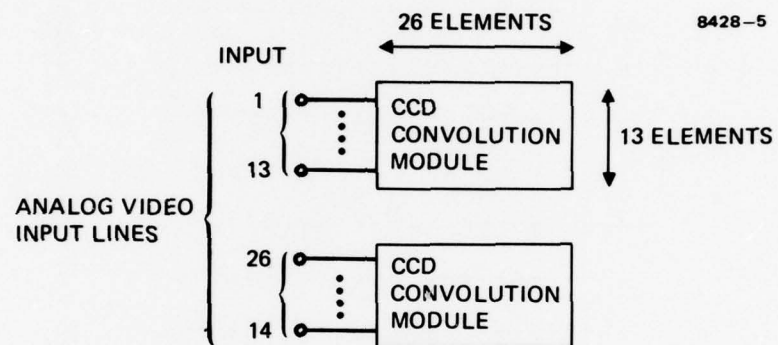 26 ELEMENTS
8428-5
INPUT
1
CCD
CONVOLUTION
MODULE
13 ELEMENTS
13
ANALOG VIDEO
INPUT LINES
26
CCD
CONVOLUTION
MODULE
14